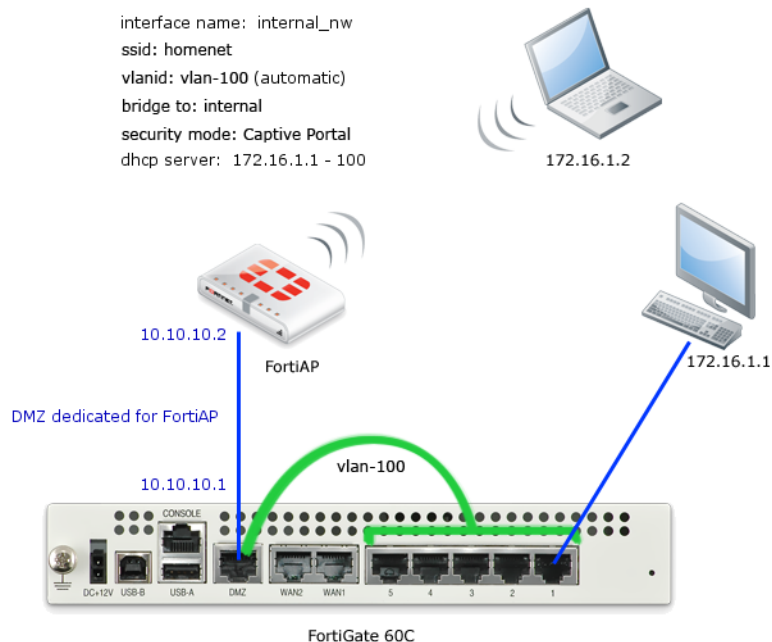 interface name: internal_nw
ssid: homenet
vlanid: vlan-100 (automatic)
bridge to: internal
security mode: Captive Portal
dhcp server: 172.16.1.1 - 100
172.16.1.2
10.10.10.2
FortiAP
172.16.1.1
DMZ dedicated for FortiAP
vlan-100
10.10.10.1
CONSOLE
DC+12V
USB-B
USB-A
DMZ
WAN2
WAN1
5
4
3
2
1
FortiGate 60C